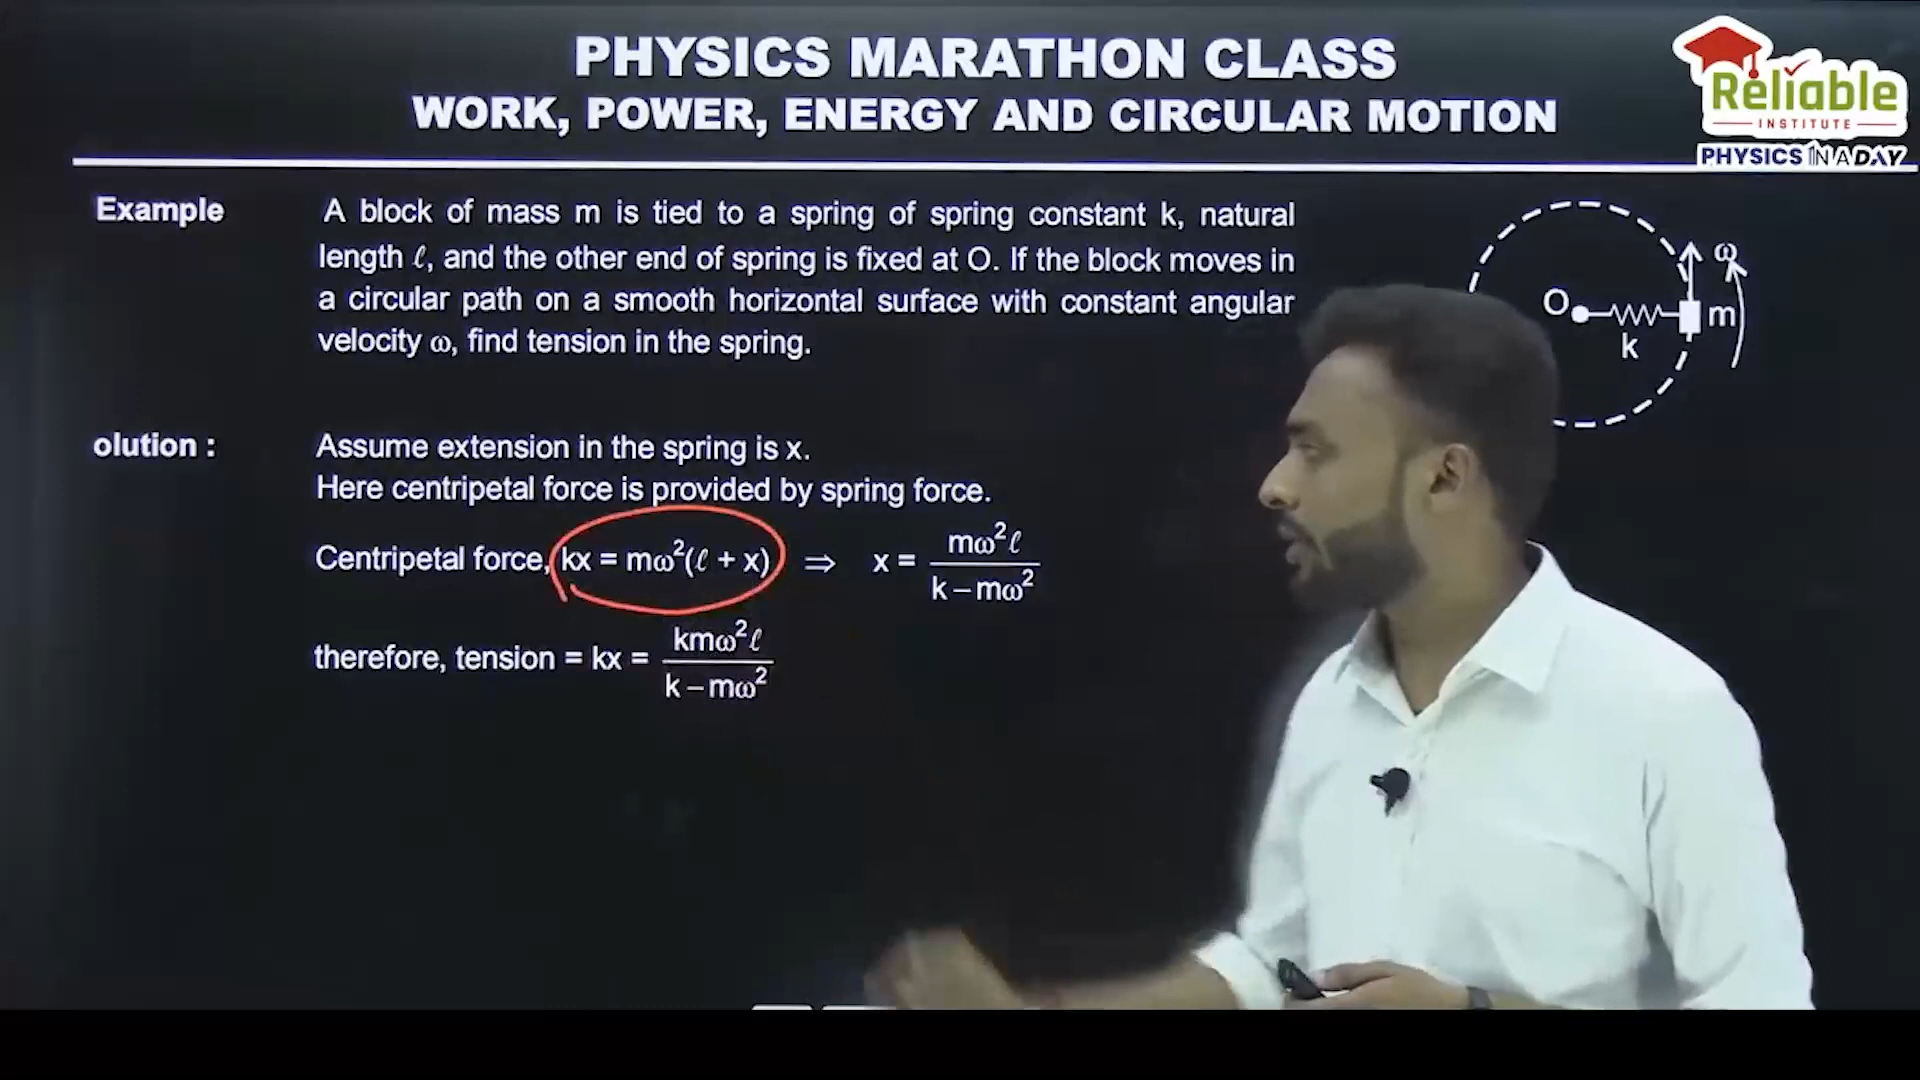 PHYSICS MARATHON CLASS
WORK, POWER, ENERGY AND CIRCULAR MOTION
Reliable
INSTITUTE
PHYSICS IN A DAY
Example
A block of mass m is tied to a spring of spring constant k, natural
length ℓ, and the other end of spring is fixed at O. If the block moves in
a circular path on a smooth horizontal surface with constant angular
velocity ω, find tension in the spring.
ω
O
m
k
olution :
Assume extension in the spring is x.
Here centripetal force is provided by spring force.
Centripetal force, kx = mω²(ℓ + x) ⇒ x = mω²ℓ / k – mω²
therefore, tension = kx = kmω²ℓ / k – mω²